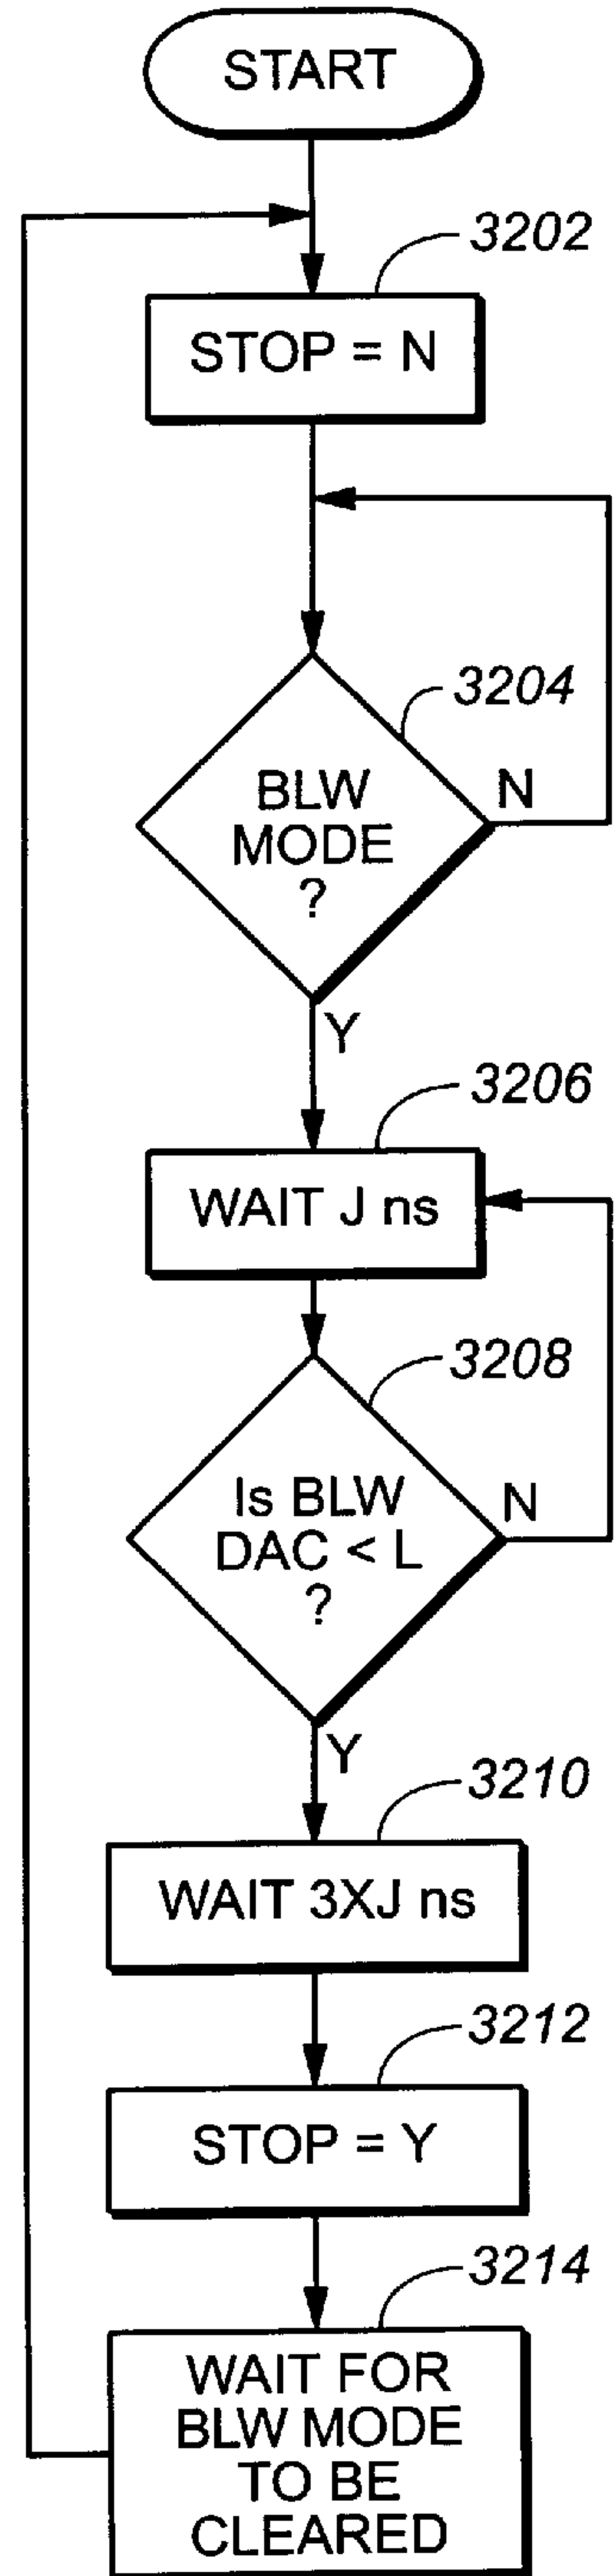 START
3202
STOP = N
3204
BLW
MODE
?
N
Y
3206
WAIT J ns
3208
Is BLW
DAC < L
?
N
Y
3210
WAIT 3XJ ns
3212
STOP = Y
3214
WAIT FOR
BLW MODE
TO BE
CLEARED